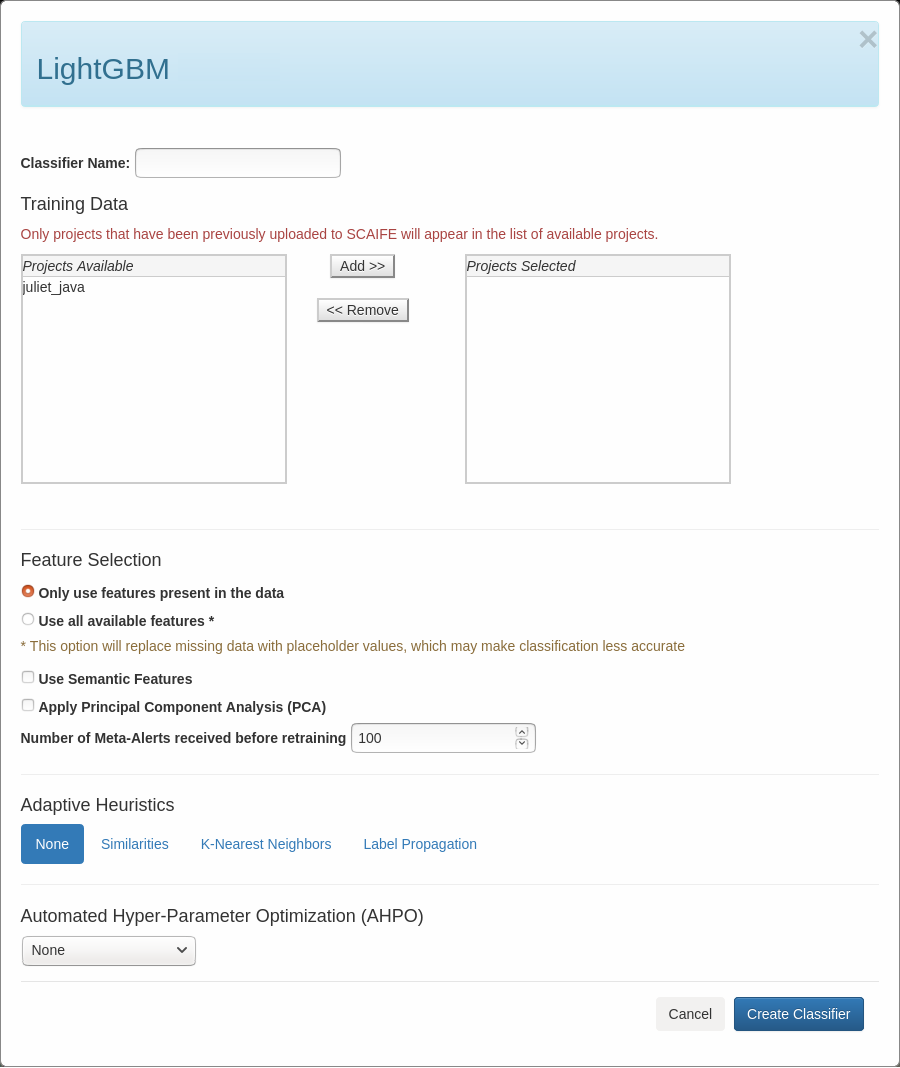 LightGBM
×
Classifier Name:
Training Data
Only projects that have been previously uploaded to SCAIFE will appear in the list of available projects.
Projects Available
juliet_java
Add >>
<< Remove
Projects Selected
Feature Selection
Only use features present in the data
Use all available features *
* This option will replace missing data with placeholder values, which may make classification less accurate
Use Semantic Features
Apply Principal Component Analysis (PCA)
Number of Meta-Alerts received before retraining 100
Adaptive Heuristics
None Similarities K-Nearest Neighbors Label Propagation
Automated Hyper-Parameter Optimization (AHPO)
None
Cancel Create Classifier